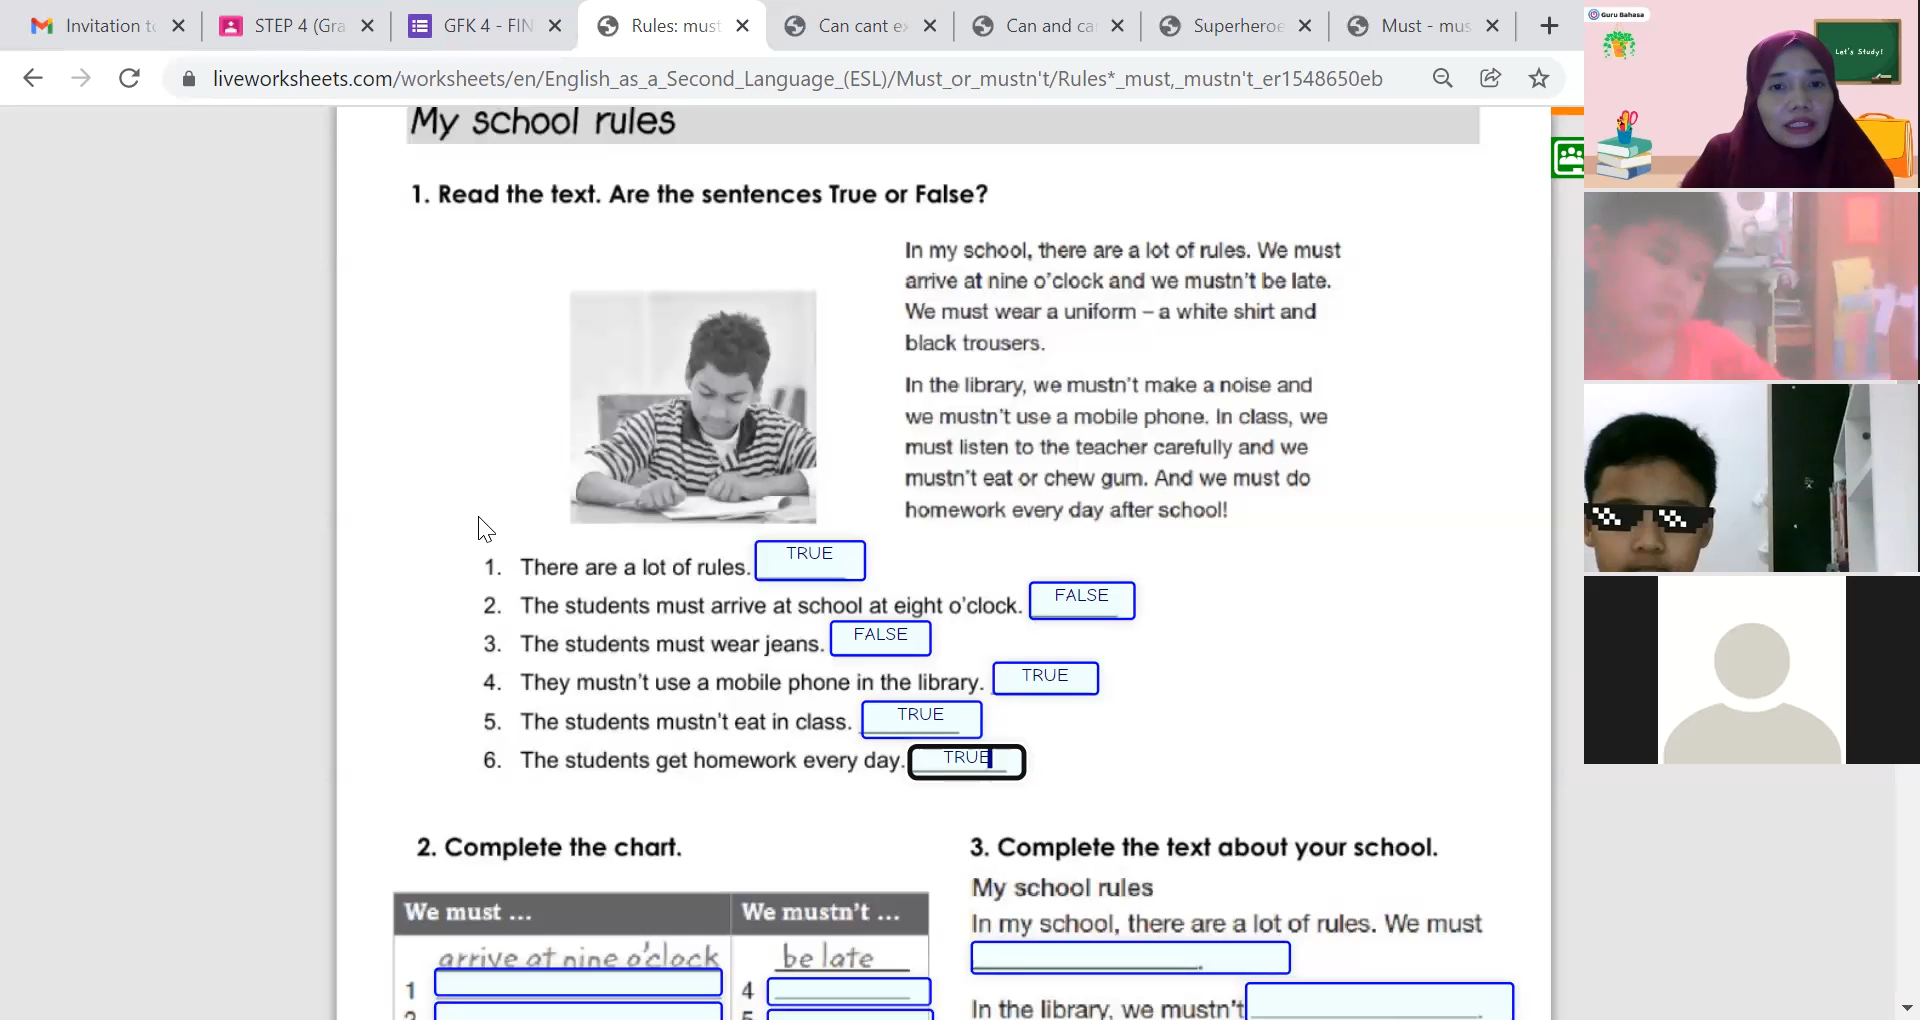 Invitation to
STEP 4 (Gra
GFK 4 - FIN
Rules: must
Can cant ex
Can and ca
Superheroe
Must - mus
liveworksheets.com/worksheets/en/English_as_a_Second_Language_(ESL)/Must_or_mustn't/Rules*_must,_mustn't_er1548650eb
Guru Bahasa
Let's Study!
My school rules
1. Read the text. Are the sentences True or False?
In my school, there are a lot of rules. We must
arrive at nine o'clock and we mustn't be late.
We must wear a uniform – a white shirt and
black trousers.
In the library, we mustn't make a noise and
we mustn't use a mobile phone. In class, we
must listen to the teacher carefully and we
mustn't eat or chew gum. And we must do
homework every day after school!
1. There are a lot of rules. TRUE
2. The students must arrive at school at eight o'clock. FALSE
3. The students must wear jeans. FALSE
4. They mustn't use a mobile phone in the library. TRUE
5. The students mustn't eat in class. TRUE
6. The students get homework every day. TRUE
2. Complete the chart.
We must ... We mustn't ...
arrive at nine o'clock be late
1 4
3. Complete the text about your school.
My school rules
In my school, there are a lot of rules. We must
In the library, we mustn't